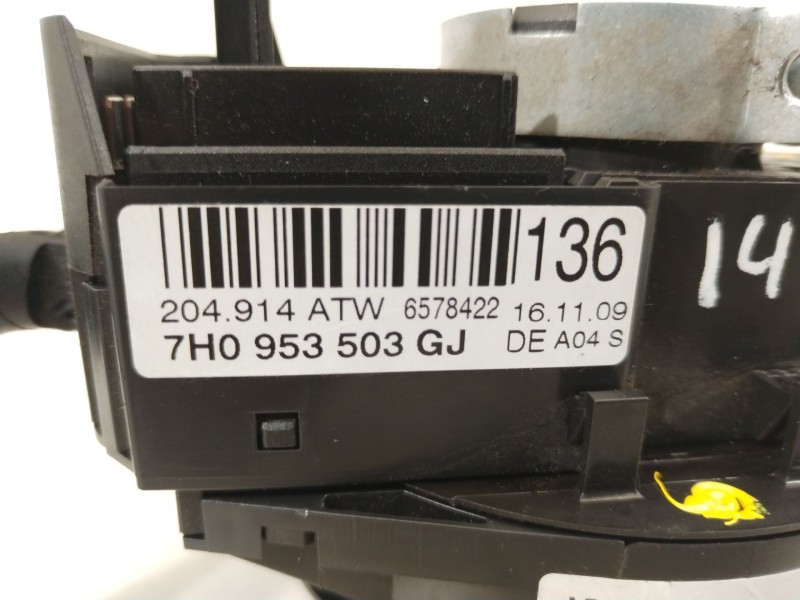 136
204.914 ATW 6578422 16.11.09
7H0 953 503 GJ DE A04 S
14